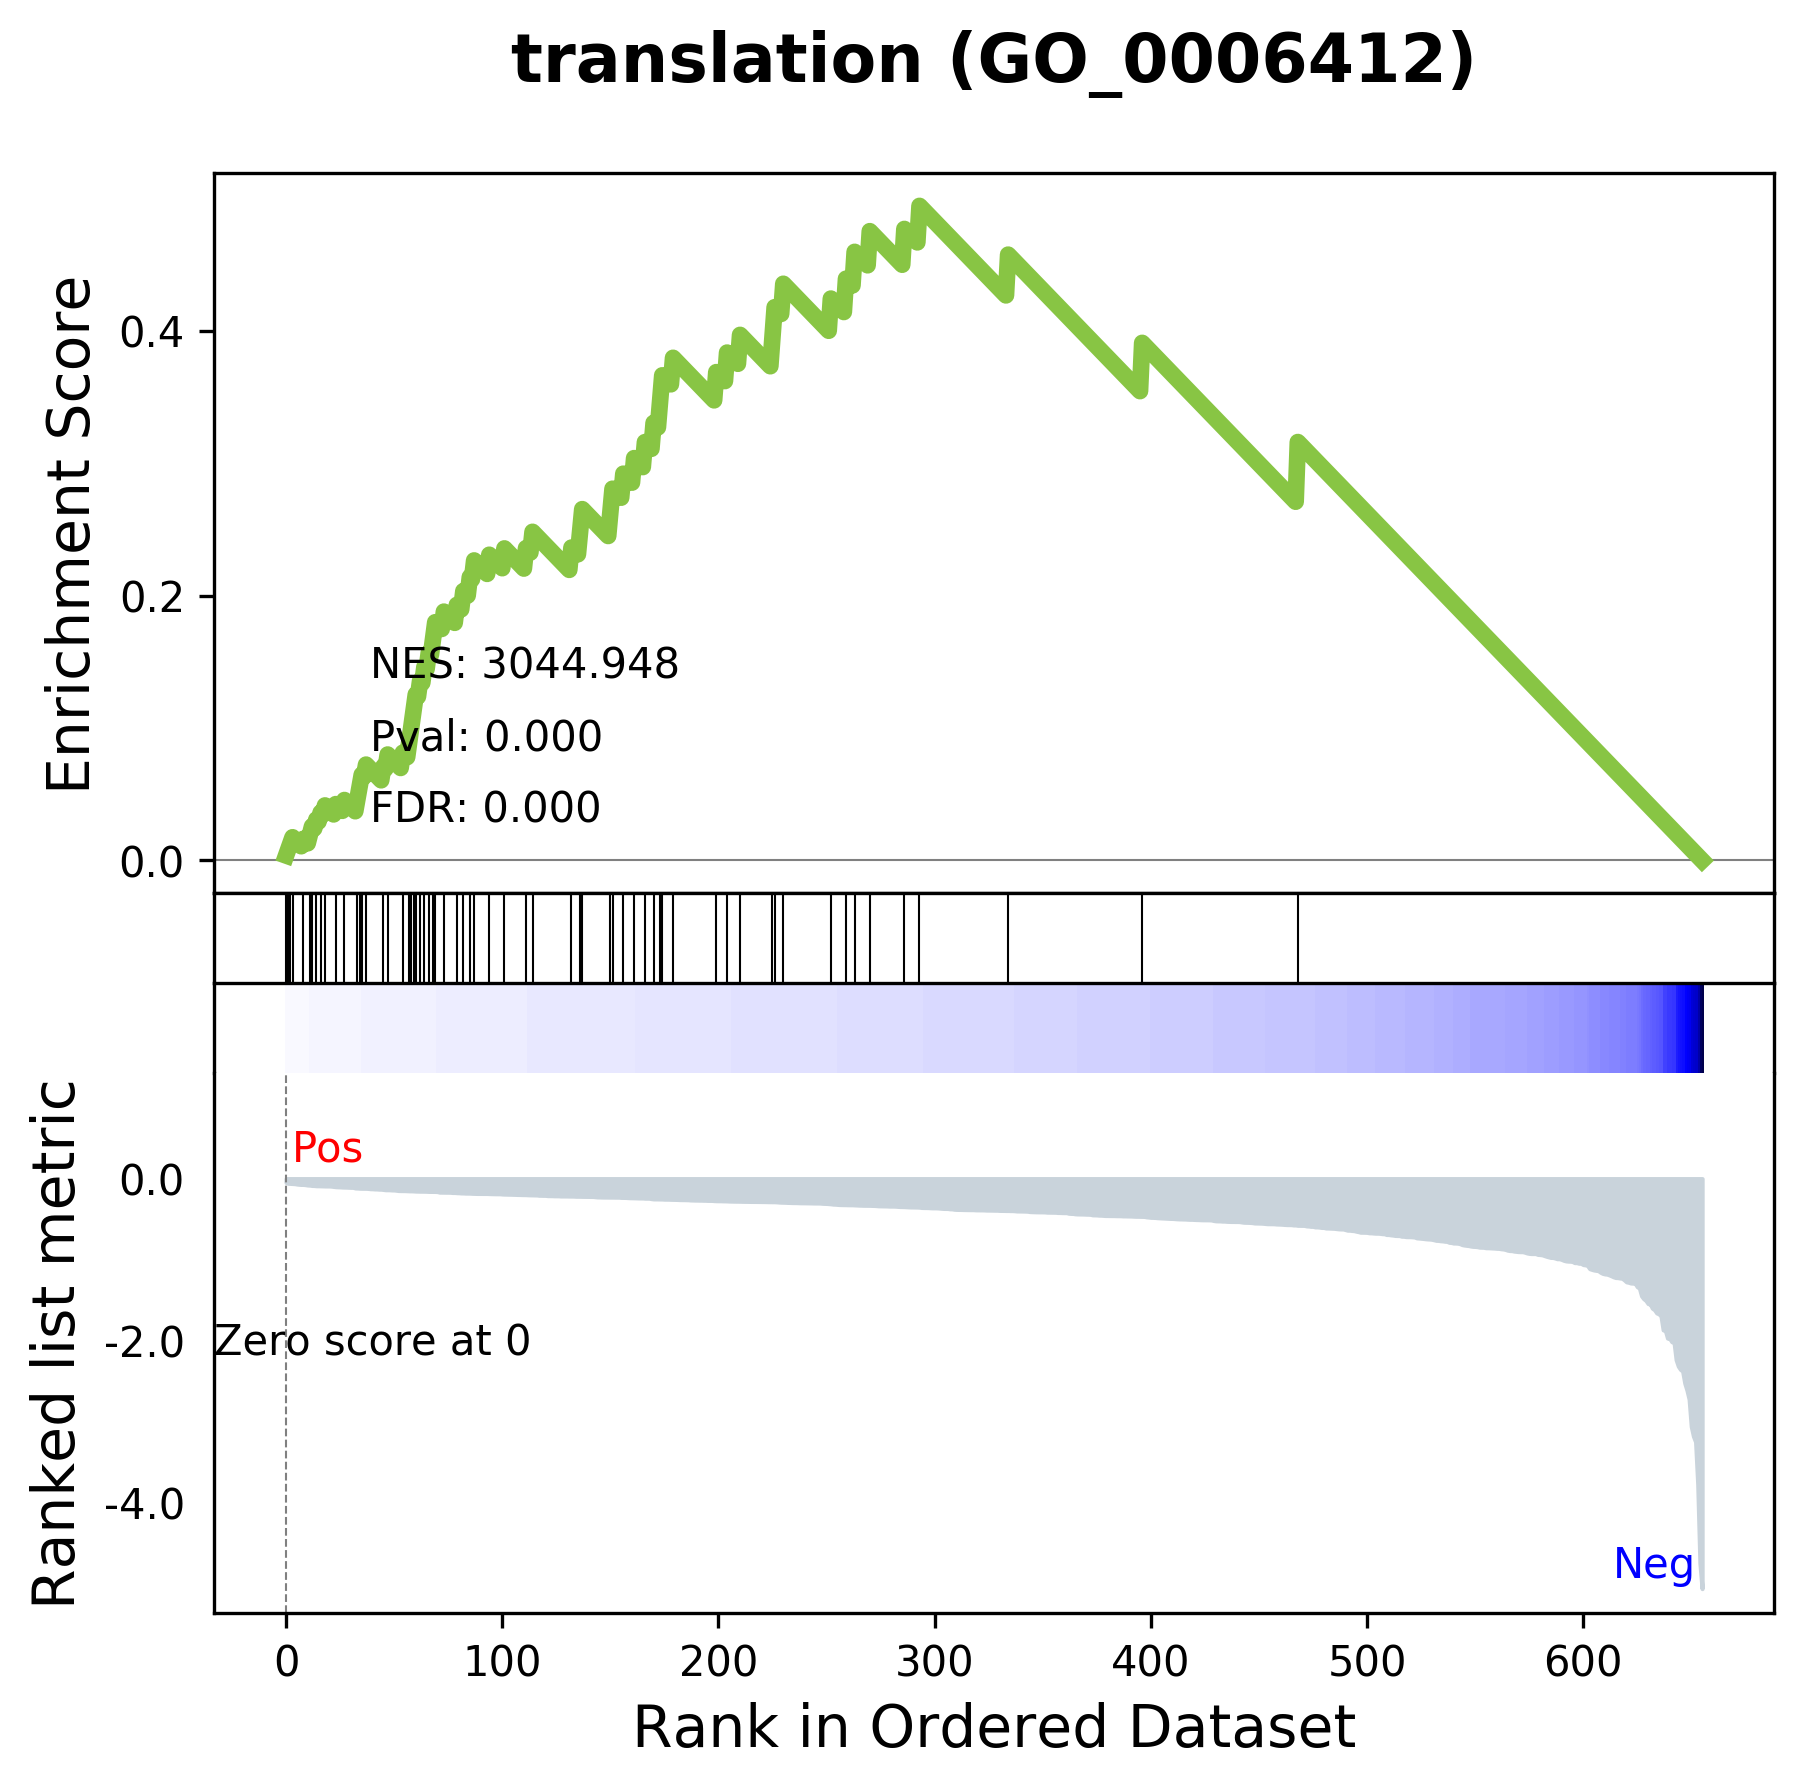 translation (GO_0006412)
Enrichment Score
0.4
0.2
0.0
NES: 3044.948
Pval: 0.000
FDR: 0.000
Ranked list metric
Pos
0.0
-2.0
Zero score at 0
-4.0
Neg
0 100 200 300 400 500 600
Rank in Ordered Dataset